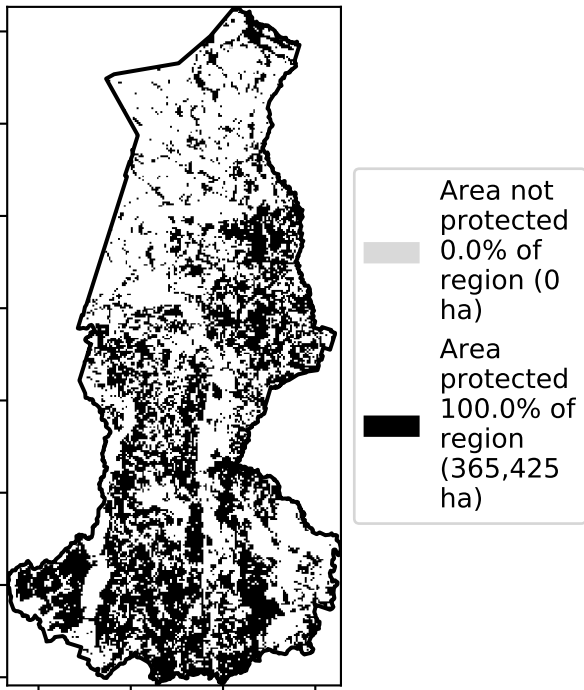 Area not
protected
0.0% of
region (0
ha)
Area
protected
100.0% of
region
(365,425
ha)